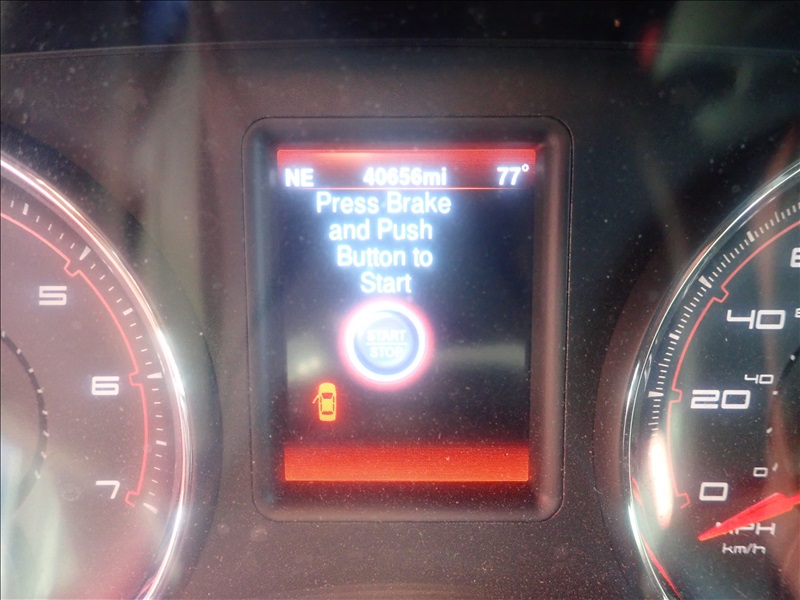 NE 40656mi 77°
Press Brake
and Push
Button to
Start
START
STOP
5
6
7
40
20
40
0
0
MPH
km/h